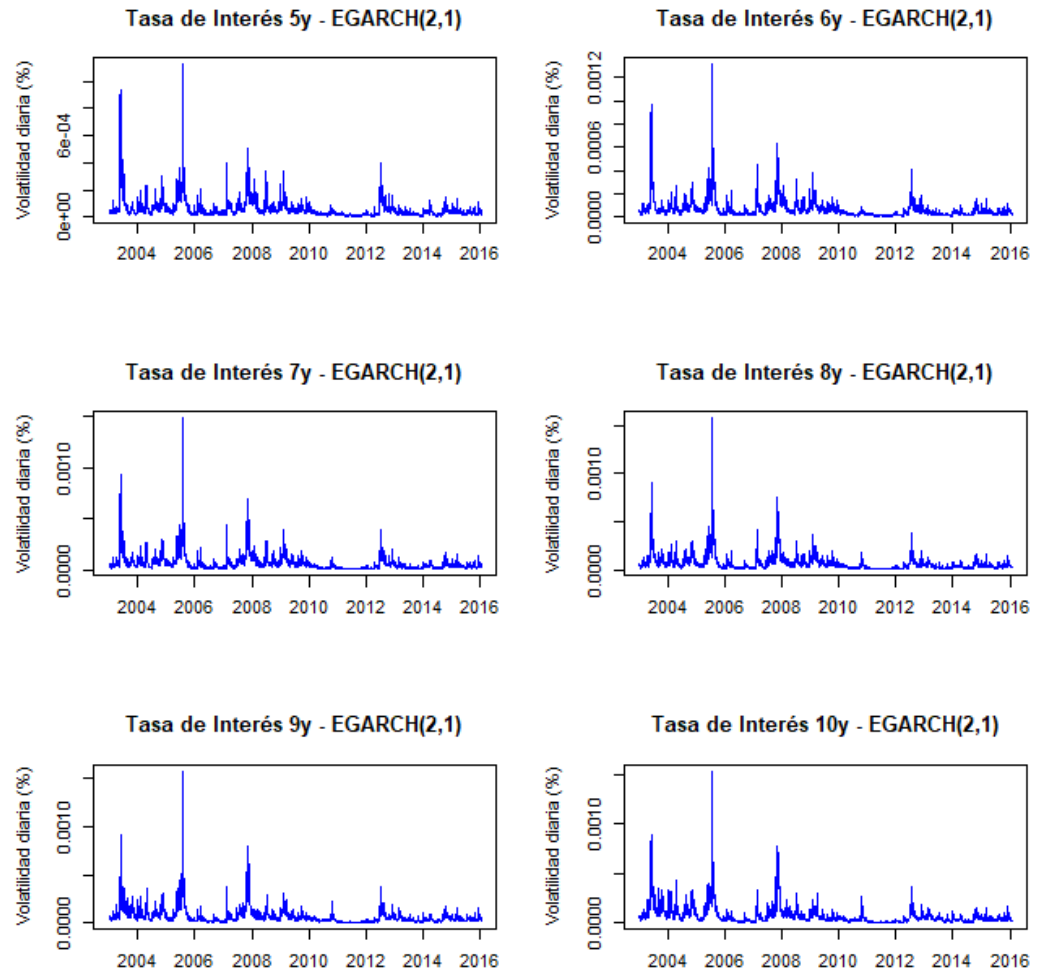 Tasa de Interés 5y - EGARCH(2,1)
Volatilidad diaria (%)
6e-04
0e+00
2004 2006 2008 2010 2012 2014 2016
Tasa de Interés 6y - EGARCH(2,1)
Volatilidad diaria (%)
0.0012
0.0006
0.0000
2004 2006 2008 2010 2012 2014 2016
Tasa de Interés 7y - EGARCH(2,1)
Volatilidad diaria (%)
0.0010
0.0000
2004 2006 2008 2010 2012 2014 2016
Tasa de Interés 8y - EGARCH(2,1)
Volatilidad diaria (%)
0.0010
0.0000
2004 2006 2008 2010 2012 2014 2016
Tasa de Interés 9y - EGARCH(2,1)
Volatilidad diaria (%)
0.0010
0.0000
2004 2006 2008 2010 2012 2014 2016
Tasa de Interés 10y - EGARCH(2,1)
Volatilidad diaria (%)
0.0010
0.0000
2004 2006 2008 2010 2012 2014 2016